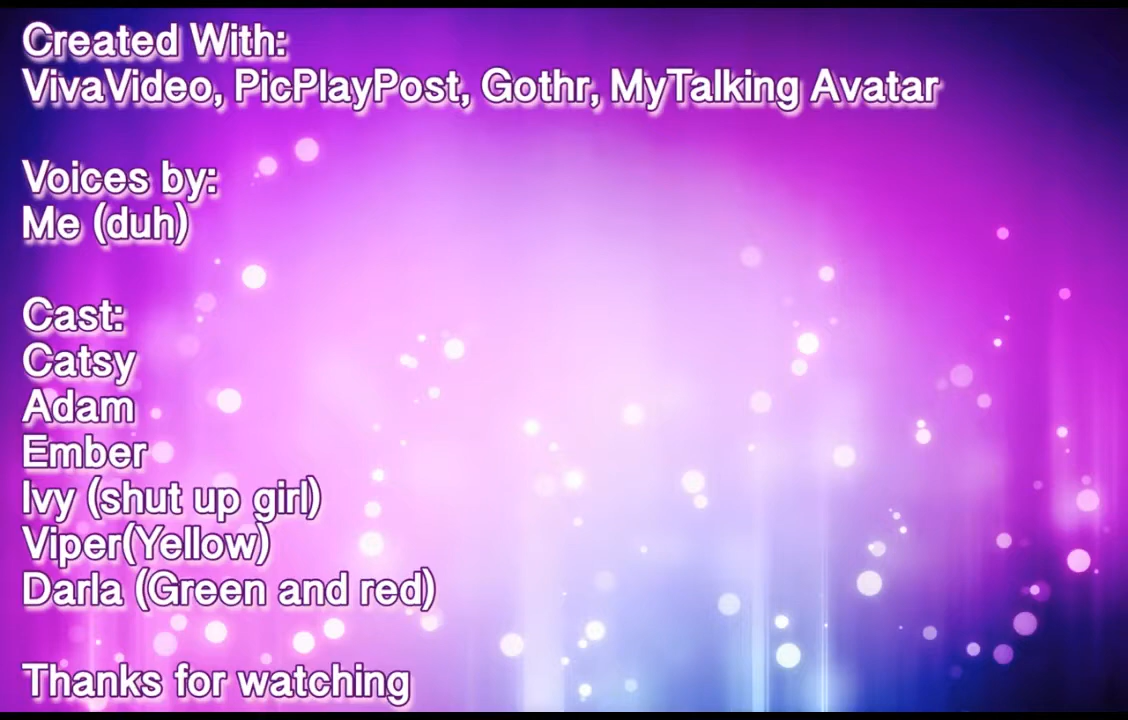 Created With:
VivaVideo, PicPlayPost, Gothr, MyTalking Avatar
Voices by:
Me (duh)
Cast:
Catsy
Adam
Ember
Ivy (shut up girl)
Viper(Yellow)
Darla (Green and red)
Thanks for watching